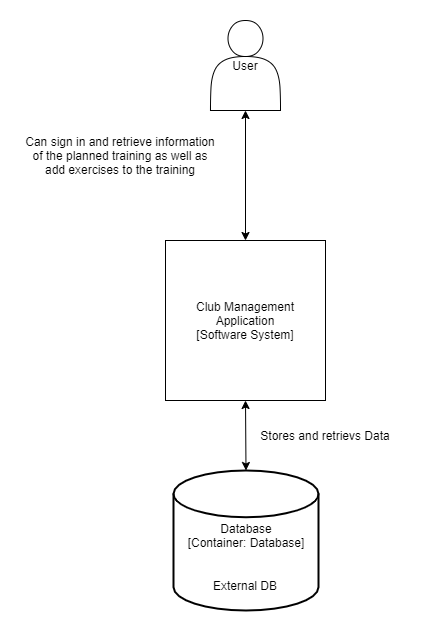 User
Can sign in and retrieve information
of the planned training as well as
add exercises to the training
Club Management
Application
[Software System]
Stores and retrievs Data
Database
[Container: Database]
External DB